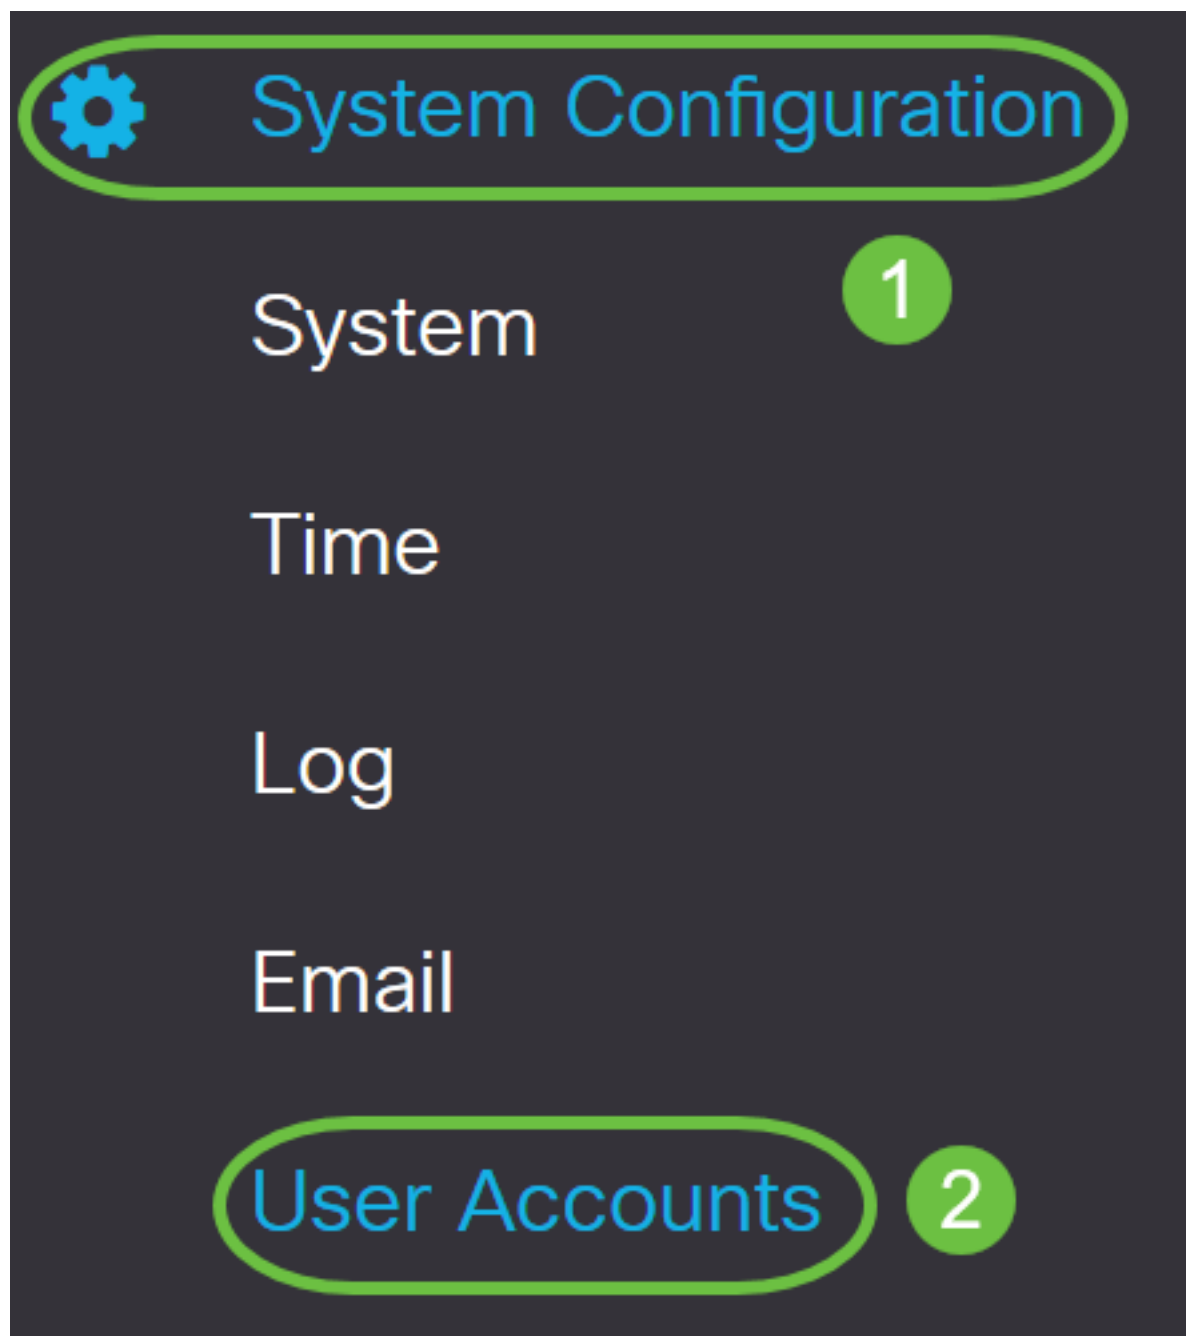 System Configuration
1
System
Time
Log
Email
User Accounts 2